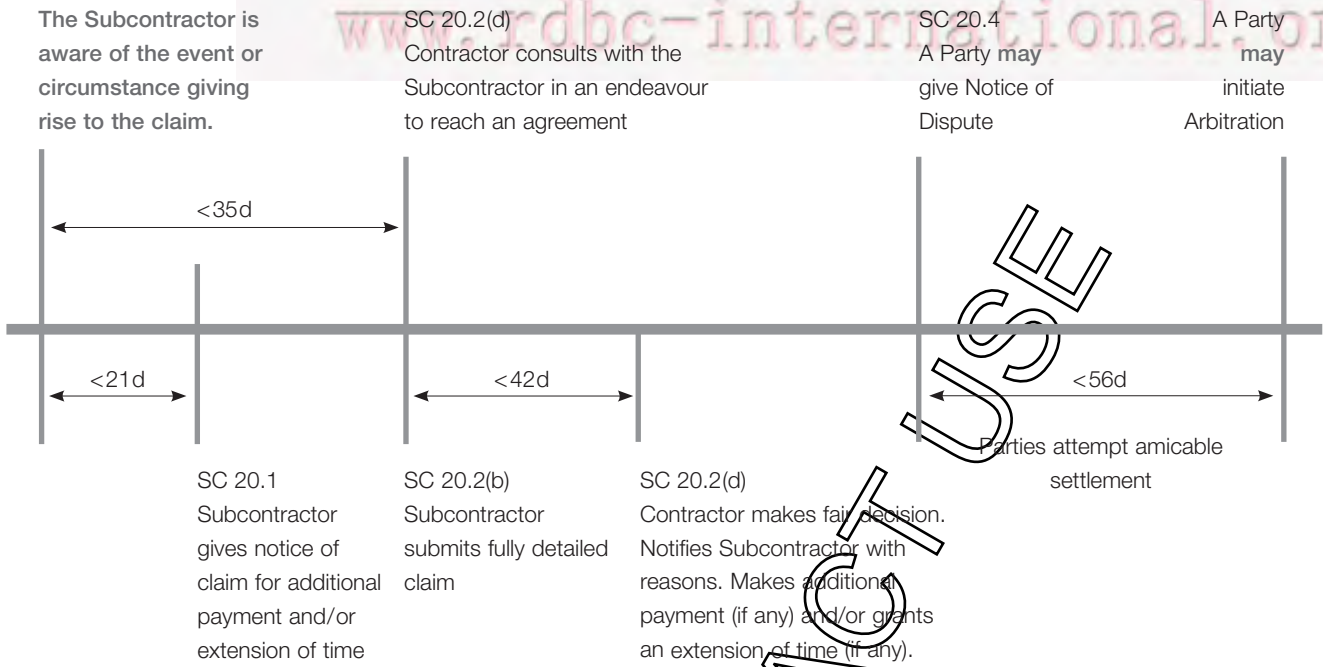 www.rdbc-international.or
The Subcontractor is
aware of the event or
circumstance giving
rise to the claim.
SC 20.2(d)
Contractor consults with the
Subcontractor in an endeavour
to reach an agreement
SC 20.4
A Party may
give Notice of
Dispute
A Party
may
initiate
Arbitration
<35d
<21d
<42d
<56d
Parties attempt amicable
settlement
SC 20.1
Subcontractor
gives notice of
claim for additional
payment and/or
extension of time
SC 20.2(b)
Subcontractor
submits fully detailed
claim
SC 20.2(d)
Contractor makes fair decision.
Notifies Subcontractor with
reasons. Makes additional
payment (if any) and/or grants
an extension of time (if any).
CT USE